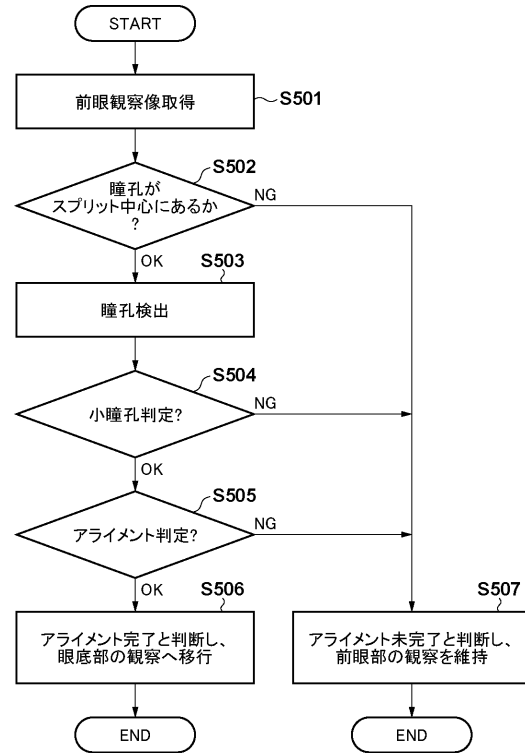 START
前眼観察像取得
S501
S502
瞳孔が
スプリット中心にあるか
?
NG
OK
S503
瞳孔検出
S504
小瞳孔判定?
NG
OK
S505
アライメント判定?
NG
OK
S506
アライメント完了と判断し、
眼底部の観察へ移行
S507
アライメント未完了と判断し、
前眼部の観察を維持
END
END